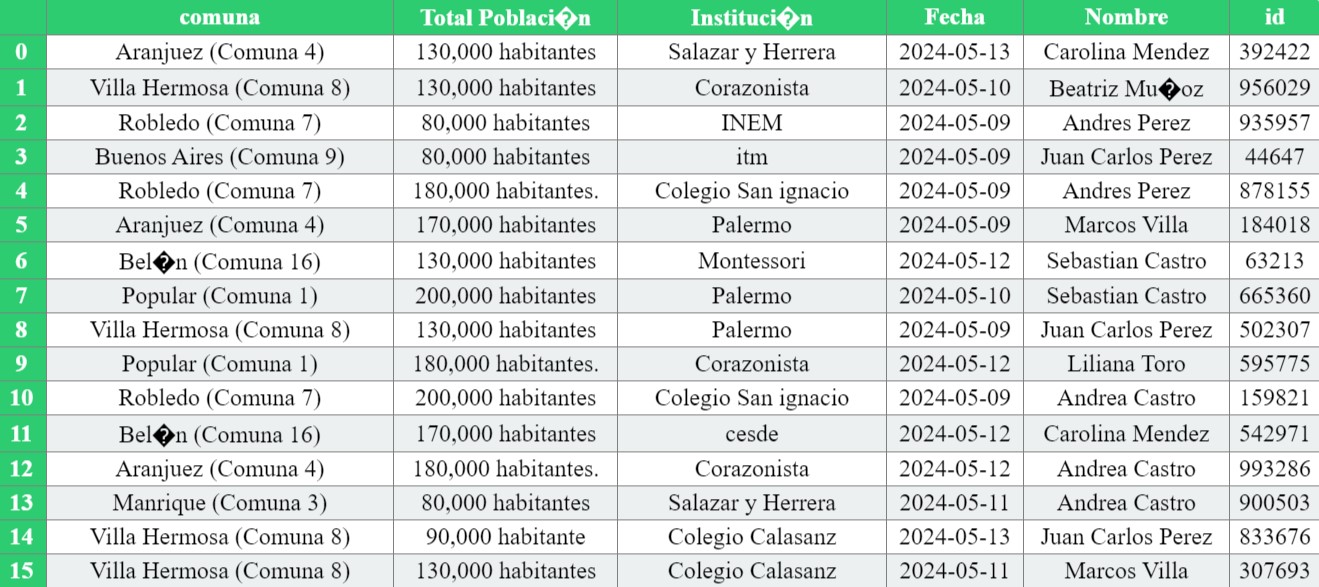 comuna Total Poblaci�n Instituci�n Fecha Nombre id
0 Aranjuez (Comuna 4) 130,000 habitantes Salazar y Herrera 2024-05-13 Carolina Mendez 392422
1 Villa Hermosa (Comuna 8) 130,000 habitantes Corazonista 2024-05-10 Beatriz Mu�oz 956029
2 Robledo (Comuna 7) 80,000 habitantes INEM 2024-05-09 Andres Perez 935957
3 Buenos Aires (Comuna 9) 80,000 habitantes itm 2024-05-09 Juan Carlos Perez 44647
4 Robledo (Comuna 7) 180,000 habitantes. Colegio San ignacio 2024-05-09 Andres Perez 878155
5 Aranjuez (Comuna 4) 170,000 habitantes Palermo 2024-05-09 Marcos Villa 184018
6 Bel�n (Comuna 16) 130,000 habitantes Montessori 2024-05-12 Sebastian Castro 63213
7 Popular (Comuna 1) 200,000 habitantes Palermo 2024-05-10 Sebastian Castro 665360
8 Villa Hermosa (Comuna 8) 130,000 habitantes Palermo 2024-05-09 Juan Carlos Perez 502307
9 Popular (Comuna 1) 180,000 habitantes. Corazonista 2024-05-12 Liliana Toro 595775
10 Robledo (Comuna 7) 200,000 habitantes Colegio San ignacio 2024-05-09 Andrea Castro 159821
11 Bel�n (Comuna 16) 170,000 habitantes cesde 2024-05-12 Carolina Mendez 542971
12 Aranjuez (Comuna 4) 180,000 habitantes. Corazonista 2024-05-12 Andrea Castro 993286
13 Manrique (Comuna 3) 80,000 habitantes Salazar y Herrera 2024-05-11 Andrea Castro 900503
14 Villa Hermosa (Comuna 8) 90,000 habitante Colegio Calasanz 2024-05-13 Juan Carlos Perez 833676
15 Villa Hermosa (Comuna 8) 130,000 habitantes Colegio Calasanz 2024-05-11 Marcos Villa 307693